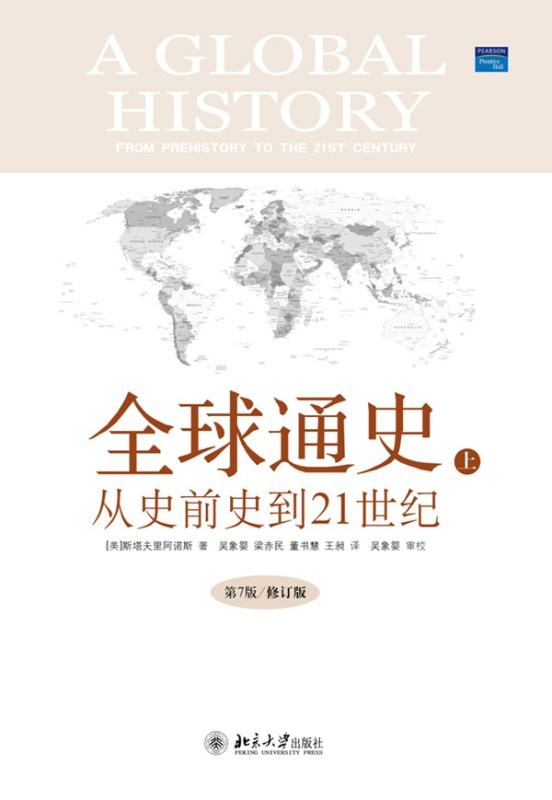 A GLOBAL
HISTORY
FROM PREHISTORY TO THE 21ST CENTURY
PEARSON
Prentice
Hall
全球通史 上
从史前史到21世纪
[美]斯塔夫里阿诺斯 著 吴象婴 梁赤民 董书慧 王昶 译 吴象婴 审校
第7版/修订版
北京大学出版社
PEKING UNIVERSITY PRESS